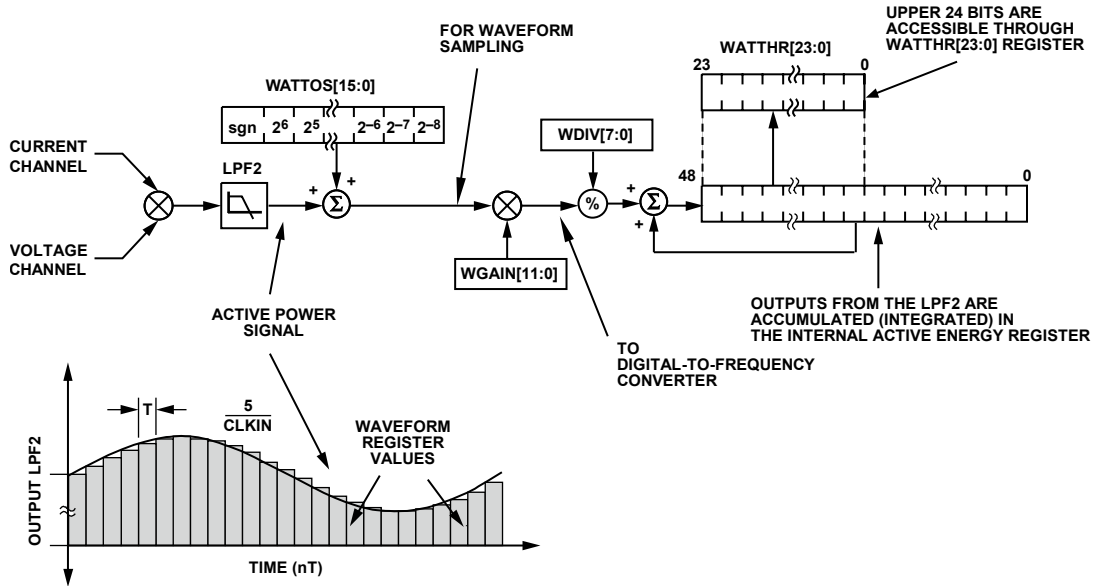 UPPER 24 BITS ARE
ACCESSIBLE THROUGH
WATTHR[23:0] REGISTER
FOR WAVEFORM
SAMPLING
WATTHR[23:0]
23
0
WATTOS[15:0]
sgn 2^6 2^5 2^–6 2^–7 2^–8
WDIV[7:0]
CURRENT
CHANNEL
LPF2
+
+
Σ
%
+
+
Σ
48
0
VOLTAGE
CHANNEL
WGAIN[11:0]
ACTIVE POWER
SIGNAL
OUTPUTS FROM THE LPF2 ARE
ACCUMULATED (INTEGRATED) IN
THE INTERNAL ACTIVE ENERGY REGISTER
TO
DIGITAL-TO-FREQUENCY
CONVERTER
T
5
CLKIN
WAVEFORM
REGISTER
VALUES
OUTPUT LPF2
TIME (nT)